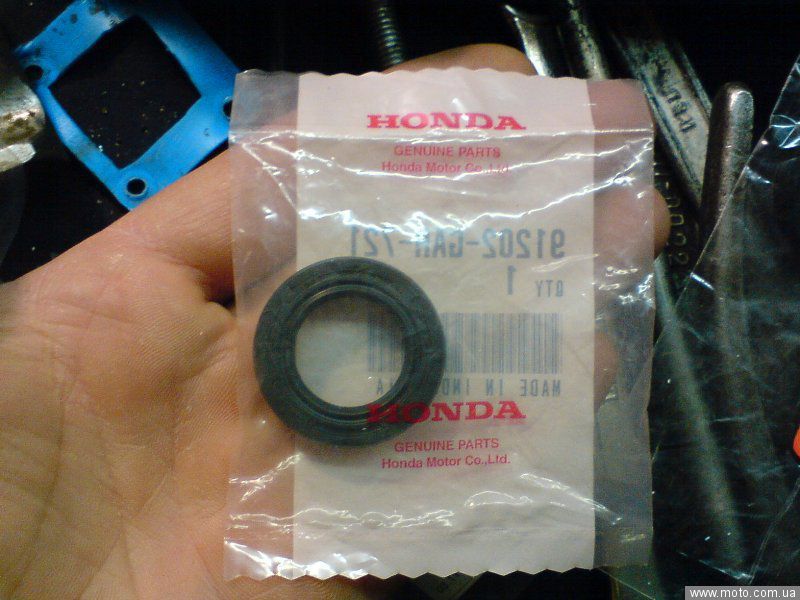 HONDA
GENUINE PARTS
Honda Motor Co.,Ltd.
91202-GAH-721
QTY 1
MADE IN
HONDA
GENUINE PARTS
Honda Motor Co.,Ltd.
www.moto.com.ua